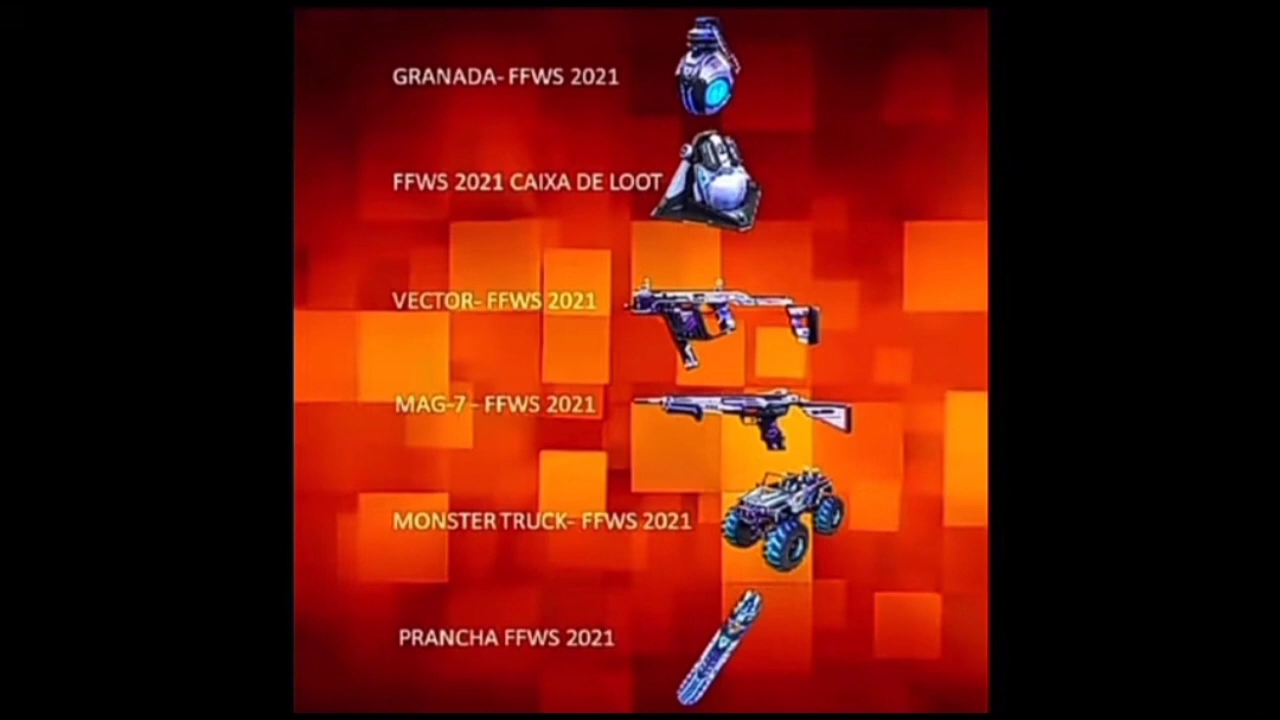 GRANADA- FFWS 2021
FFWS 2021 CAIXA DE LOOT
VECTOR- FFWS 2021
MAG-7 - FFWS 2021
MONSTER TRUCK- FFWS 2021
PRANCHA FFWS 2021